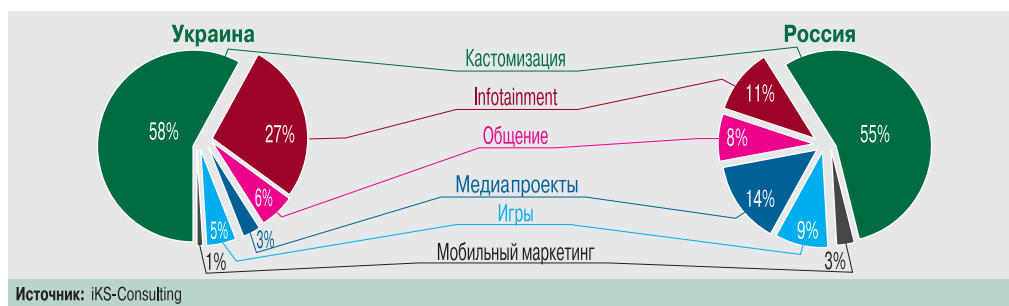 Украина
Россия
Кастомизация
58%
27%
Infotainment
11%
55%
Общение
8%
6%
Медиапроекты
14%
5%
3%
Игры
9%
1%
Мобильный маркетинг
3%
Источник: iKS-Consulting